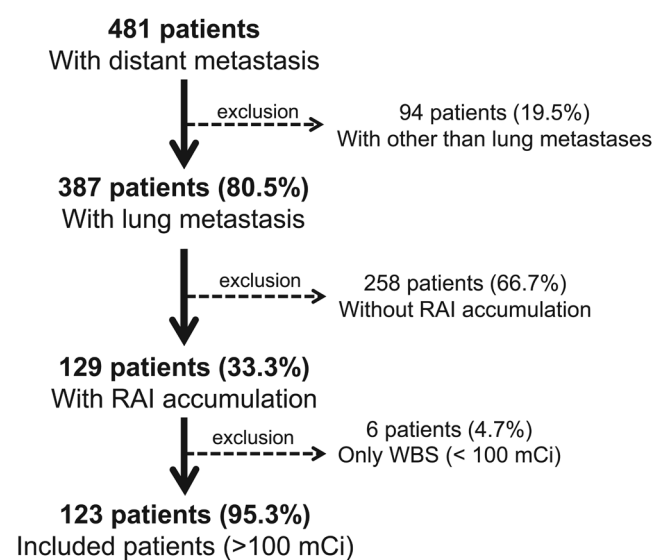 481 patients
With distant metastasis
exclusion
94 patients (19.5%)
With other than lung metastases
387 patients (80.5%)
With lung metastasis
exclusion
258 patients (66.7%)
Without RAI accumulation
129 patients (33.3%)
With RAI accumulation
exclusion
6 patients (4.7%)
Only WBS (< 100 mCi)
123 patients (95.3%)
Included patients (>100 mCi)